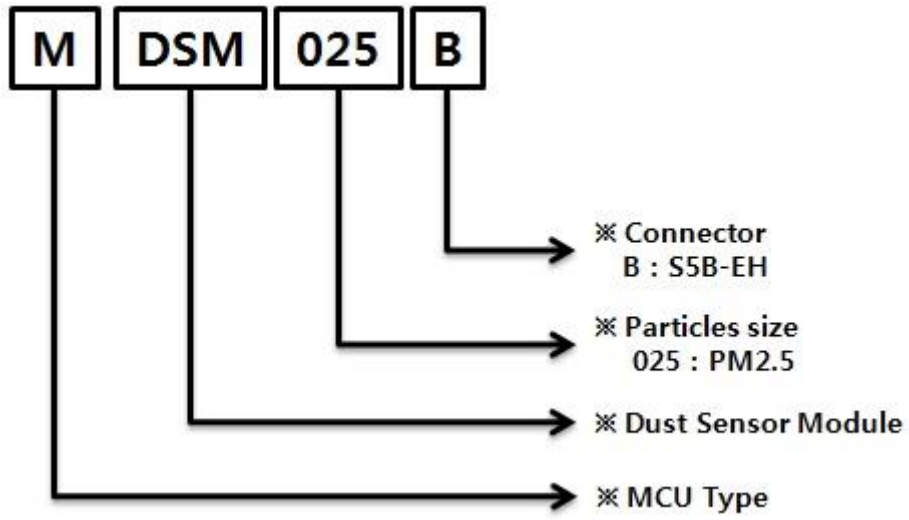 M DSM 025 B
※ Connector
B : S5B-EH
※ Particles size
025 : PM2.5
※ Dust Sensor Module
※ MCU Type